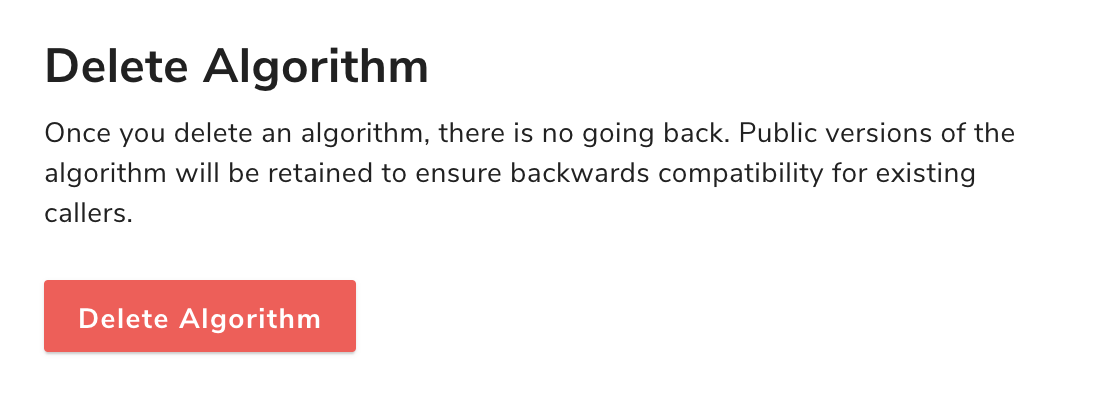 Delete Algorithm
Once you delete an algorithm, there is no going back. Public versions of the
algorithm will be retained to ensure backwards compatibility for existing
callers.
Delete Algorithm